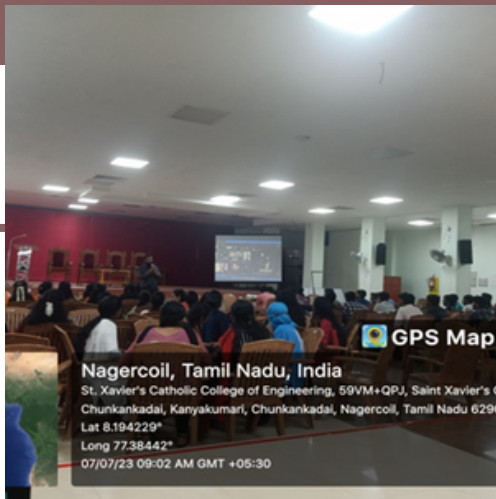 GPS Map
Nagercoil, Tamil Nadu, India
St. Xavier's Catholic College of Engineering, 59VM+QPJ, Saint Xavier's
Chunkankadai, Kanyakumari, Chunkankadai, Nagercoil, Tamil Nadu 629
Lat 8.194229°
Long 77.38442°
07/07/23 09:02 AM GMT +05:30